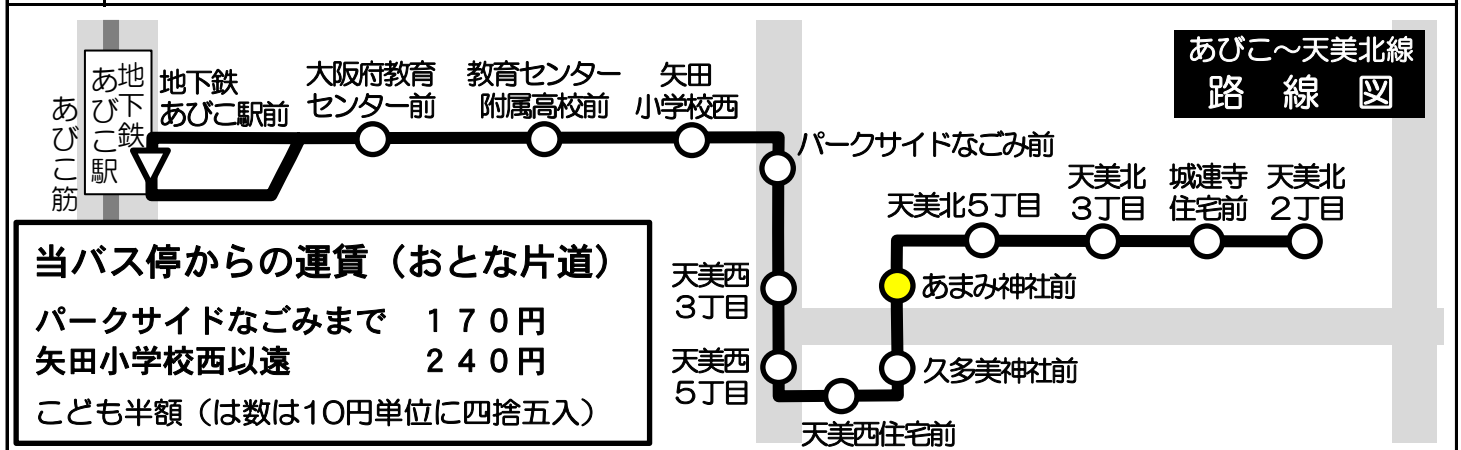 あびこ～天美北線
路線図
あびこ筋
地下鉄
あびこ駅
地下鉄
あびこ駅前
大阪府教育
センター前
教育センター
附属高校前
矢田
小学校西
パークサイドなごみ前
天美西
3丁目
天美西
5丁目
天美西住宅前
久多美神社前
あまみ神社前
天美北5丁目
天美北
3丁目
城連寺
住宅前
天美北
2丁目
当バス停からの運賃（おとな片道）
パークサイドなごみまで　１７０円
矢田小学校西以遠　２４０円
こども半額（は数は10円単位に四捨五入）